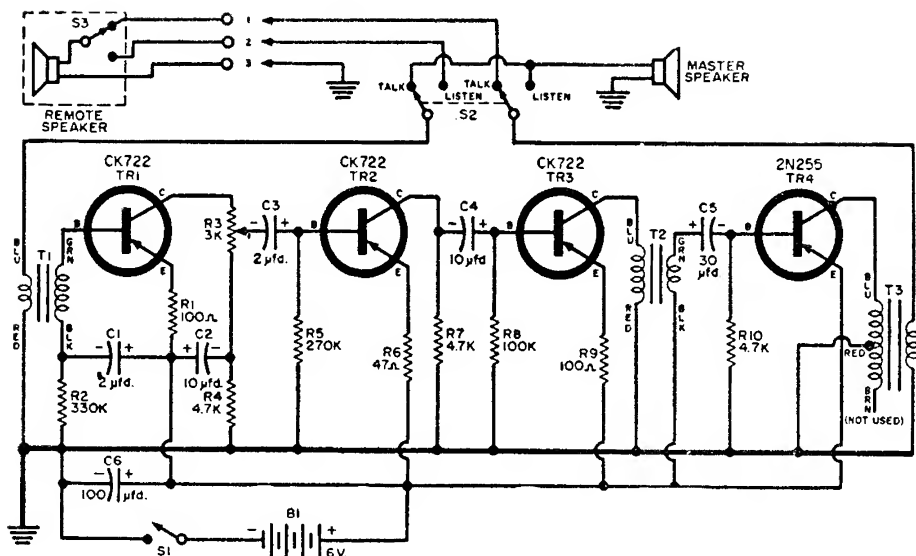 S3
1
2
3
REMOTE
SPEAKER
TALK
LISTEN
TALK
LISTEN
S2
MASTER
SPEAKER
CK722
TR1
CK722
TR2
CK722
TR3
2N255
TR4
B
C
E
B
C
E
B
C
E
B
C
E
BLU
T1
GRN
RED
BLK
R1
100Ω
R3
3K
C3
- +
2 µfd.
C4
- +
10 µfd.
BLU
T2
GRN
RED
BLK
C5
+ -
30
µfd
BLU
T3
RED
BRN
(NOT USED)
C1
- +
2 µfd.
C2
+ -
10 µfd.
R2
330K
R4
4.7K
R5
270K
R6
47Ω
R7
4.7K
R8
100K
R9
100Ω
R10
4.7K
C6
- +
100 µfd.
S1
- B1 +
6V